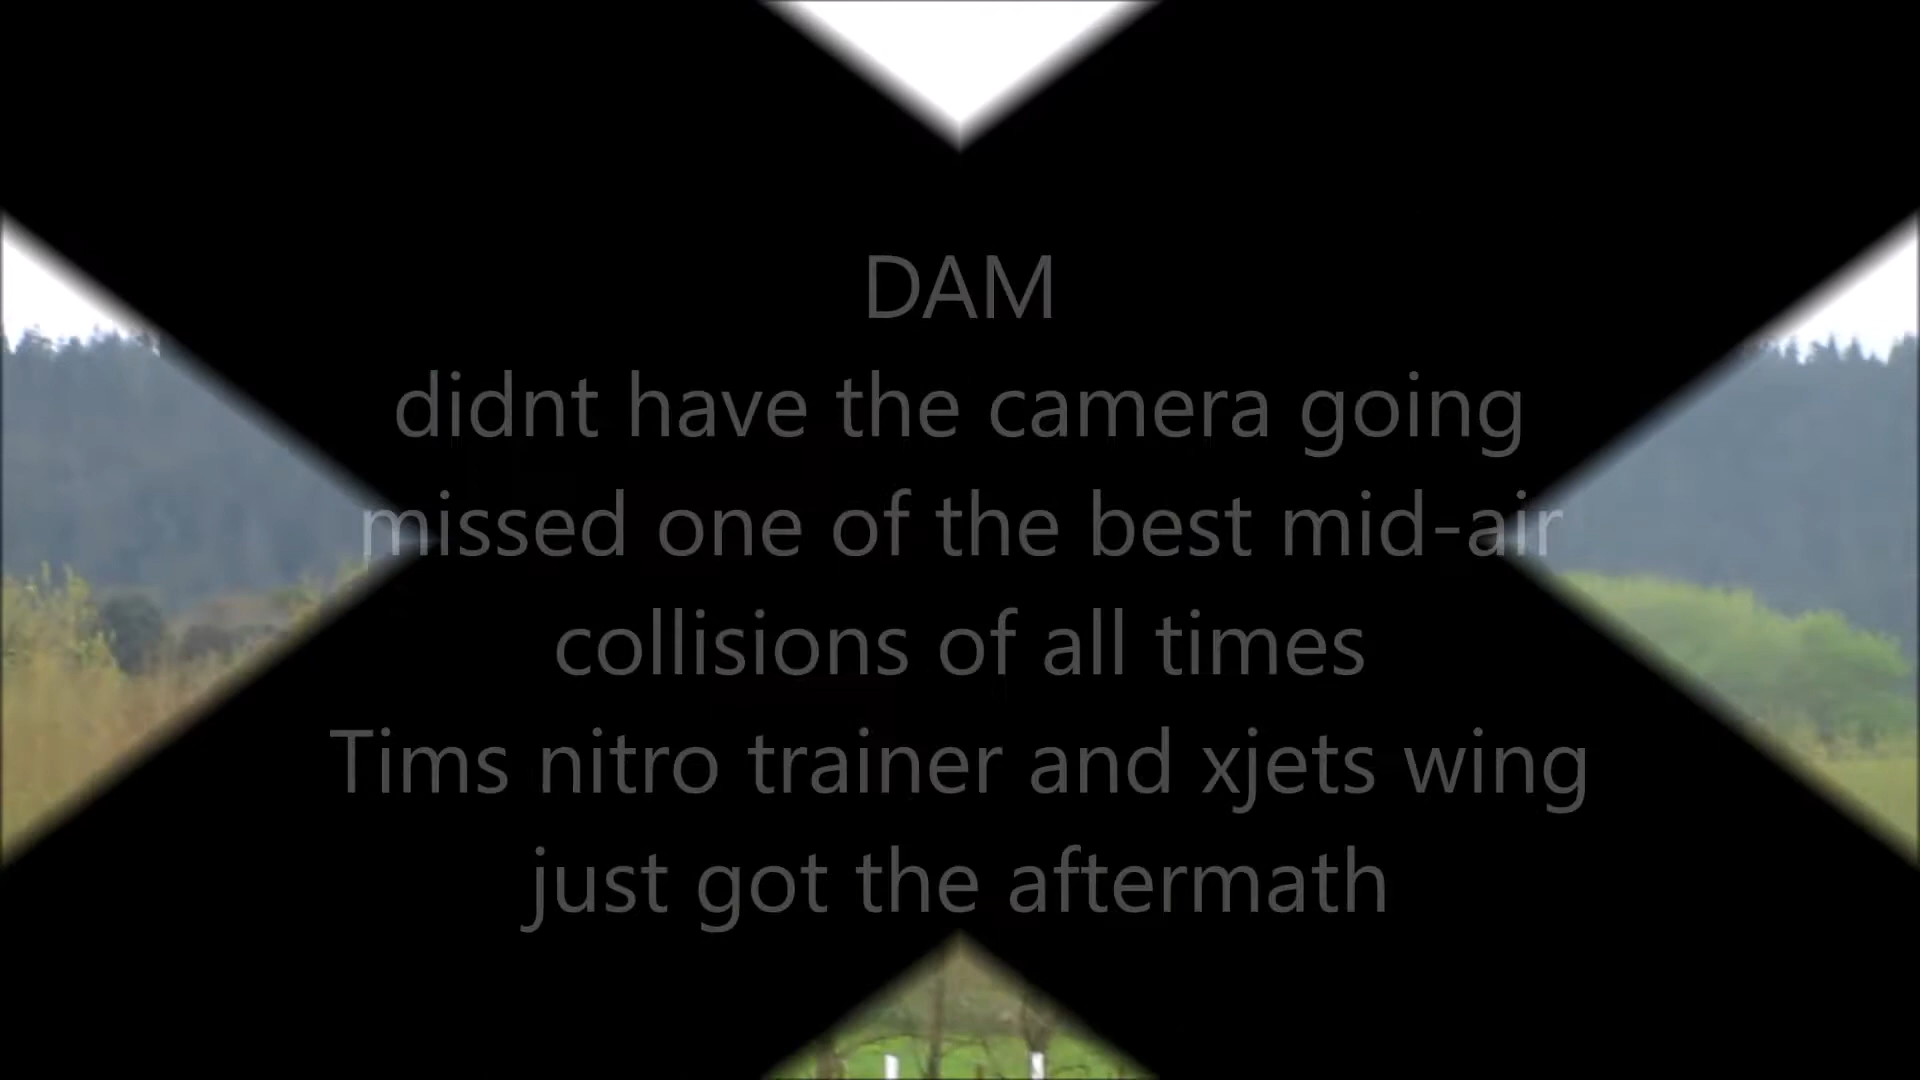 DAM
didnt have the camera going
missed one of the best mid-air
collisions of all times
Tims nitro trainer and xjets wing
just got the aftermath